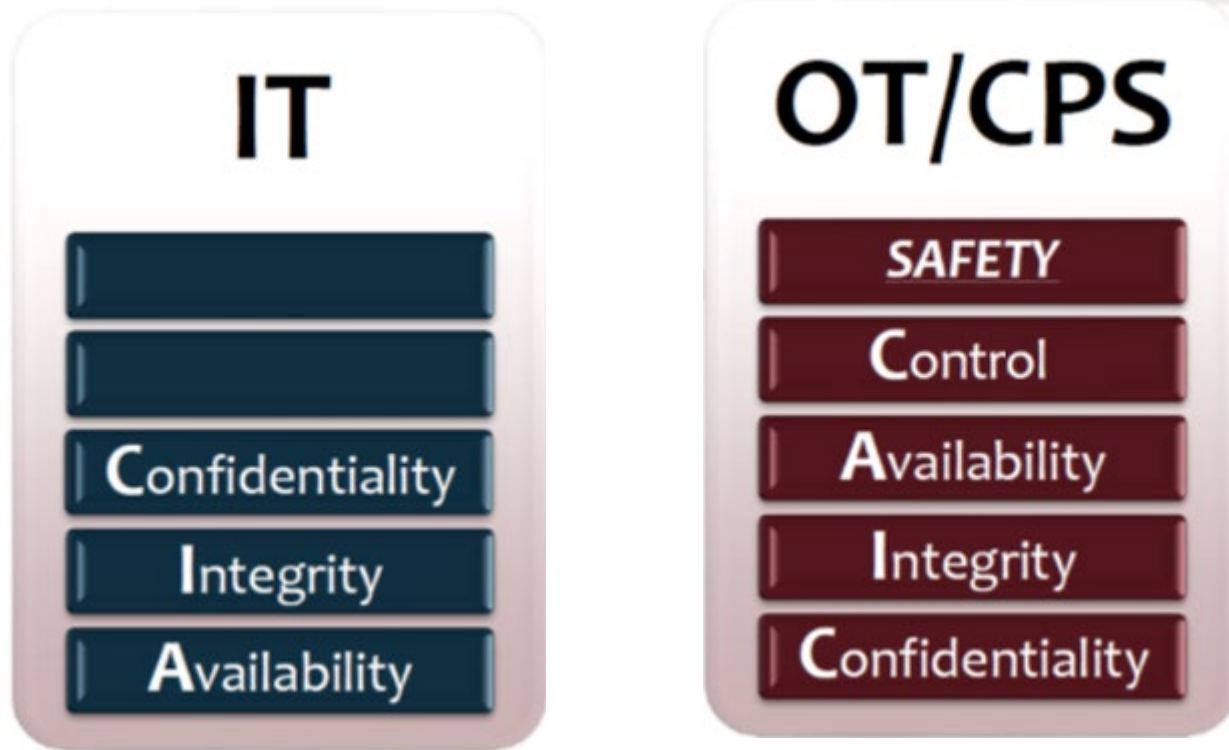 IT
Confidentiality
Integrity
Availability
OT/CPS
SAFETY
Control
Availability
Integrity
Confidentiality